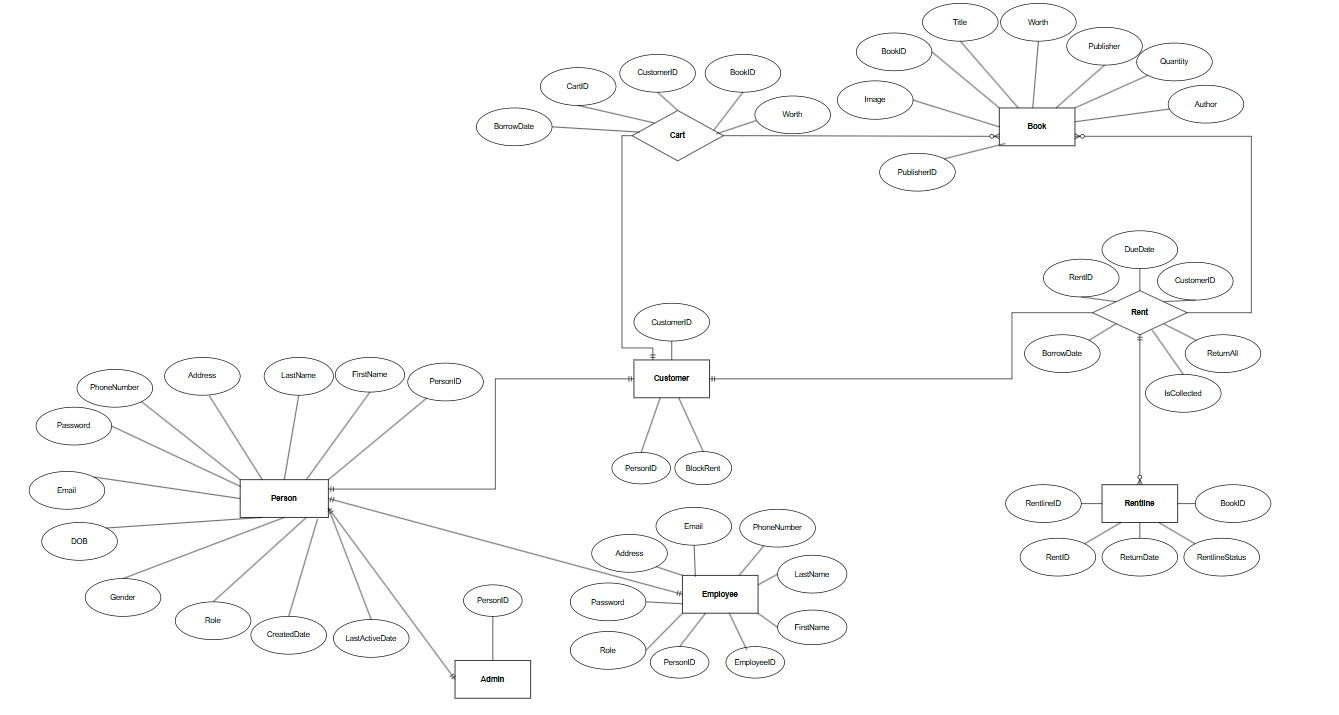 Title
Worth
Publisher
BookID
Quantity
Image
Author
Book
PublisherID
CustomerID
BookID
CartID
Worth
BorrowDate
Cart
DueDate
RentID
CustomerID
Rent
BorrowDate
ReturnAll
IsCollected
CustomerID
Customer
PersonID
BlockRent
Address
LastName
FirstName
PersonID
PhoneNumber
Password
Email
Person
DOB
Gender
Role
CreatedDate
LastActiveDate
RentlineID
Rentline
BookID
RentID
ReturnDate
RentlineStatus
Email
PhoneNumber
Address
LastName
Password
Employee
FirstName
Role
PersonID
EmployeeID
PersonID
Admin